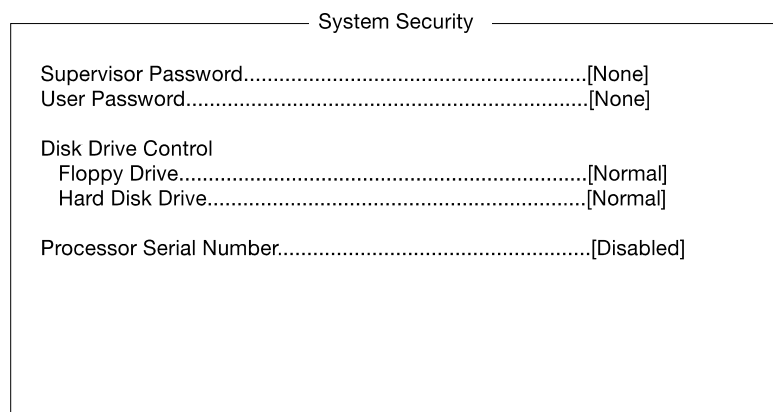 System Security
Supervisor Password..........................................................[None]
User Password....................................................................[None]
Disk Drive Control
Floppy Drive.....................................................................[Normal]
Hard Disk Drive................................................................[Normal]
Processor Serial Number.....................................................[Disabled]